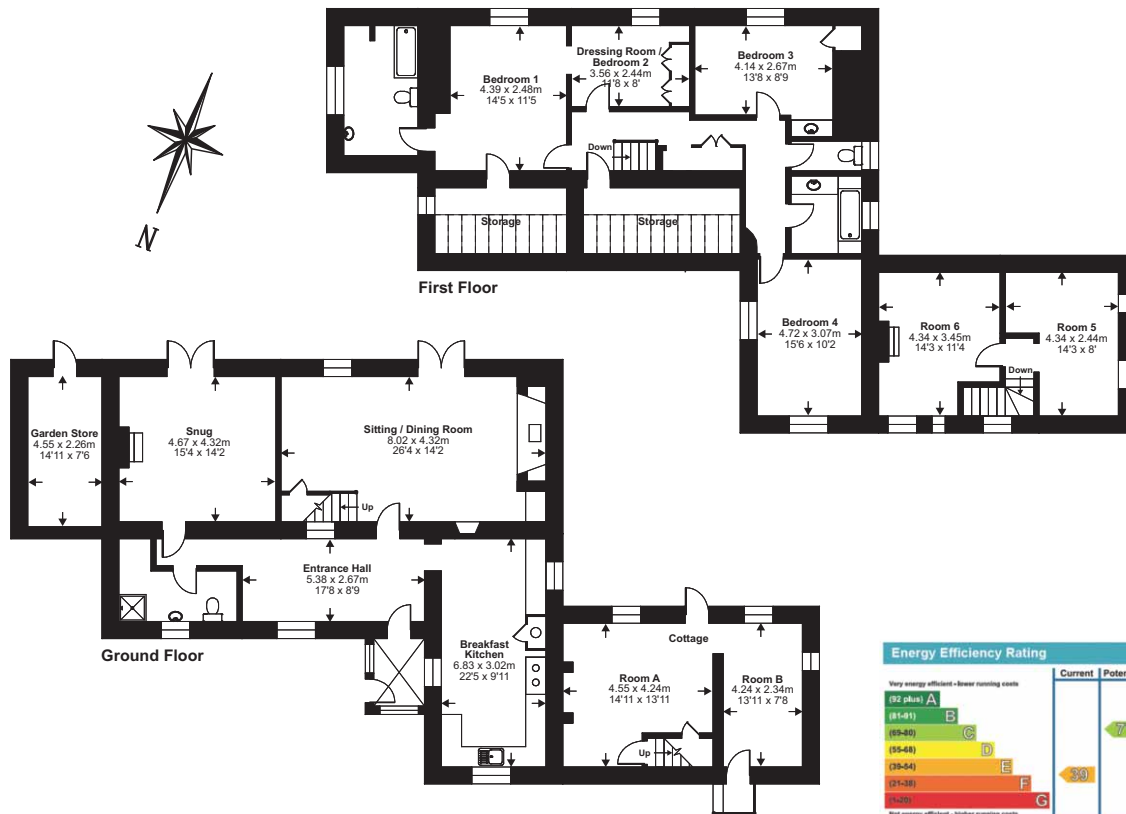 Bedroom 1
4.39 x 2.48m
14'5 x 11'5
Dressing Room /
Bedroom 2
3.56 x 2.44m
11'8 x 8'
Bedroom 3
4.14 x 2.67m
13'8 x 8'9
Down
Storage
Storage
N
First Floor
Bedroom 4
4.72 x 3.07m
15'6 x 10'2
Room 6
4.34 x 3.45m
14'3 x 11'4
Room 5
4.34 x 2.44m
14'3 x 8'
Down
Garden Store
4.55 x 2.26m
14'11 x 7'6
Snug
4.67 x 4.32m
15'4 x 14'2
Sitting / Dining Room
8.02 x 4.32m
26'4 x 14'2
Up
Entrance Hall
5.38 x 2.67m
17'8 x 8'9
Ground Floor
Breakfast
Kitchen
6.83 x 3.02m
22'5 x 9'11
Cottage
Room A
4.55 x 4.24m
14'11 x 13'11
Room B
4.24 x 2.34m
13'11 x 7'8
Up
Energy Efficiency Rating
Current
Poten
Very energy efficient - lower running costs
(92 plus) A
(81-91) B
(69-80) C
(55-68) D
(39-54) E
(21-38) F
(1-20) G
7
39
Not energy efficient - higher running costs